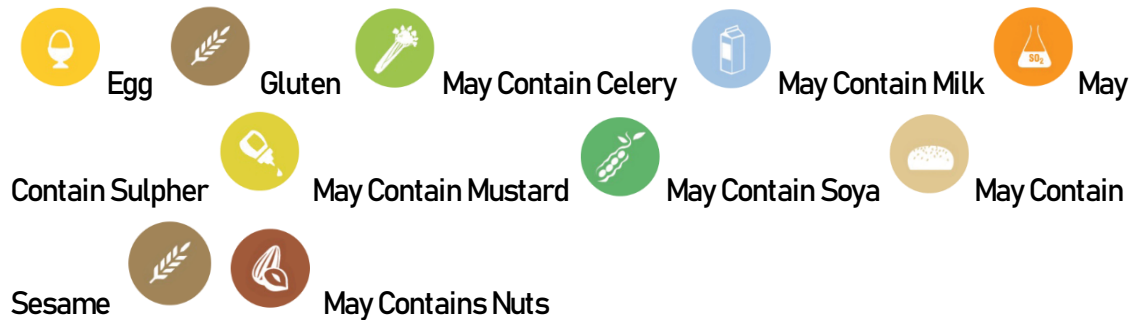 Egg Gluten May Contain Celery May Contain Milk SO₂ May
Contain Sulpher May Contain Mustard May Contain Soya May Contain
Sesame May Contains Nuts